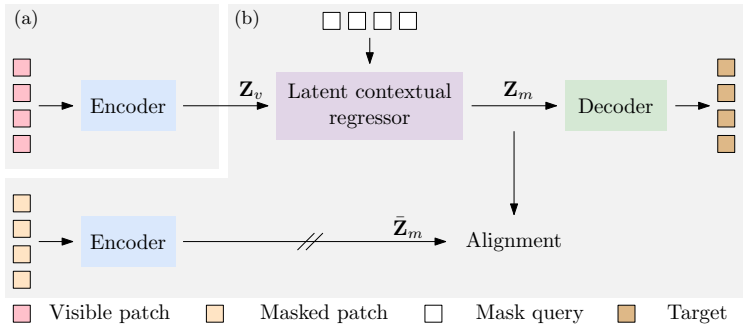 (a)
(b)
Encoder
Z_v
Latent contextual
regressor
Z_m
Decoder
Encoder
Z̄_m
Alignment
Visible patch
Masked patch
Mask query
Target